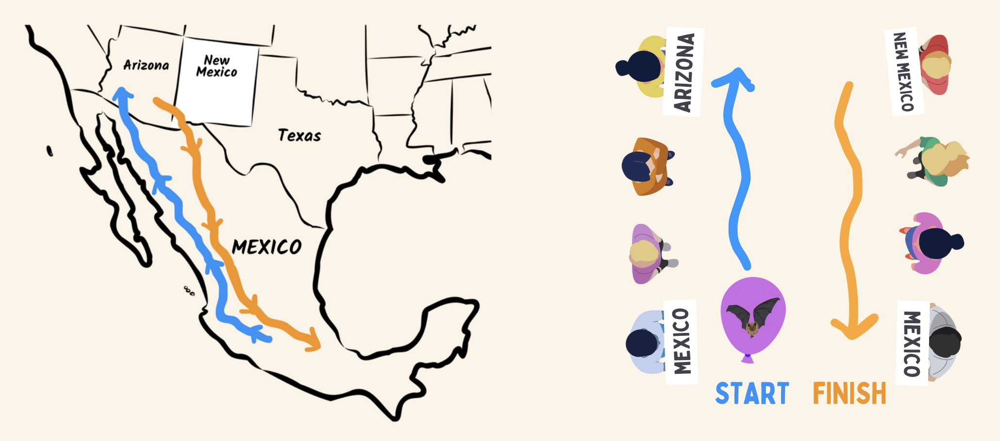 Arizona
New
Mexico
Texas
MEXICO
ARIZONA
NEW MEXICO
MEXICO
MEXICO
START
FINISH